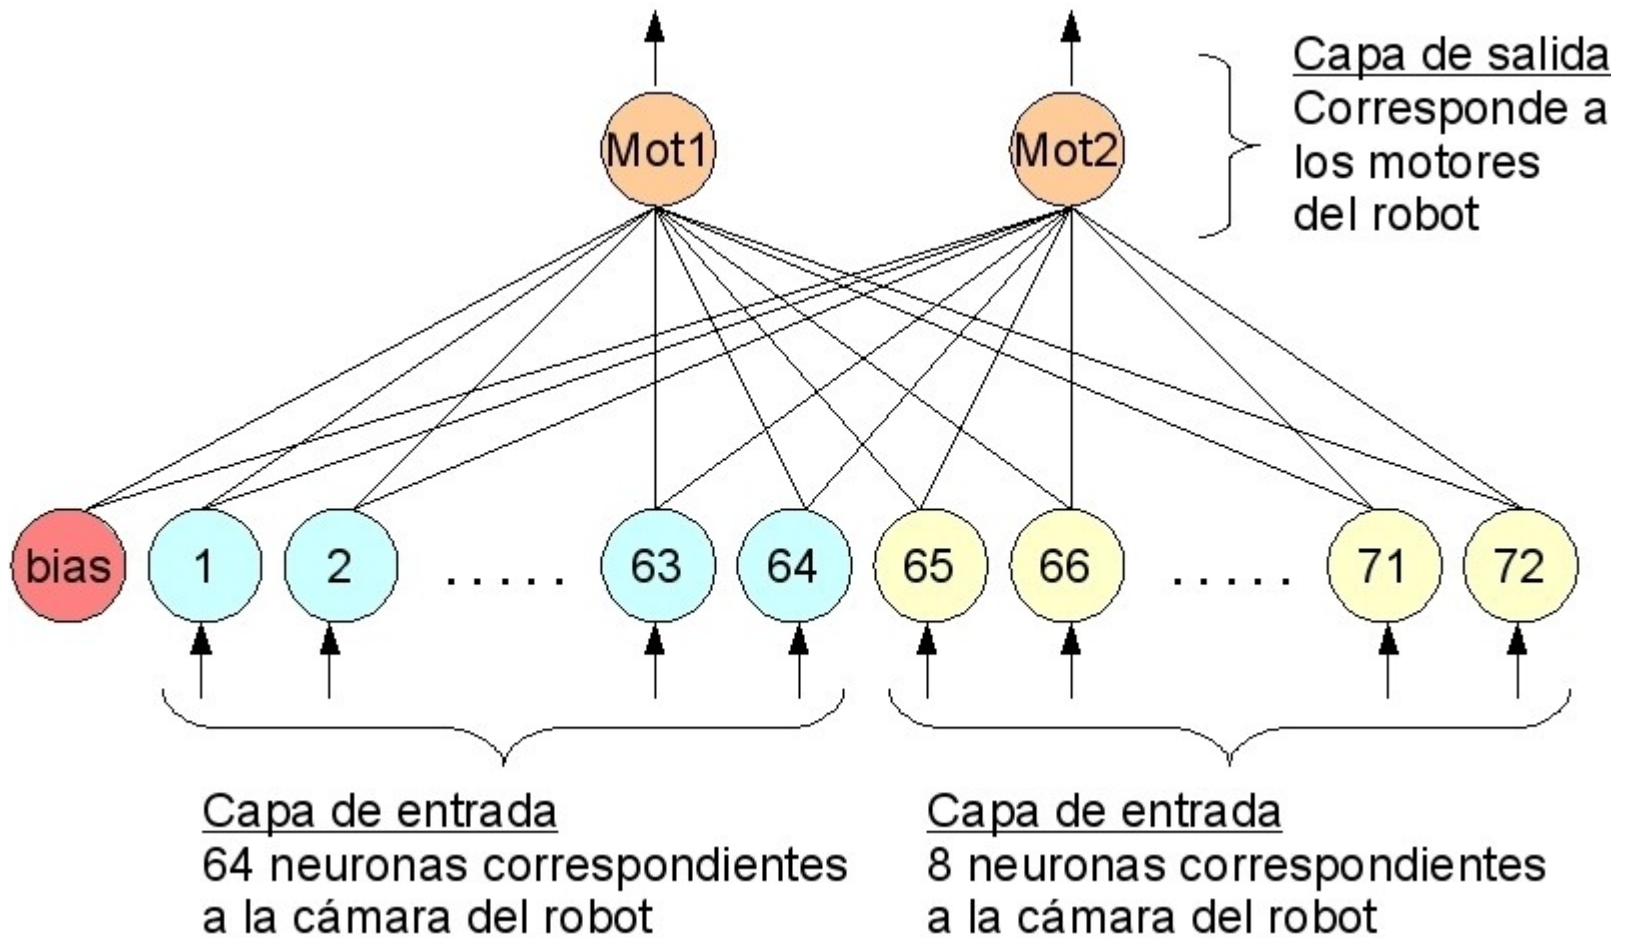 Mot1
Mot2
Capa de salida
Corresponde a
los motores
del robot
bias
1
2
.....
63
64
65
66
.....
71
72
Capa de entrada
64 neuronas correspondientes
a la cámara del robot
Capa de entrada
8 neuronas correspondientes
a la cámara del robot